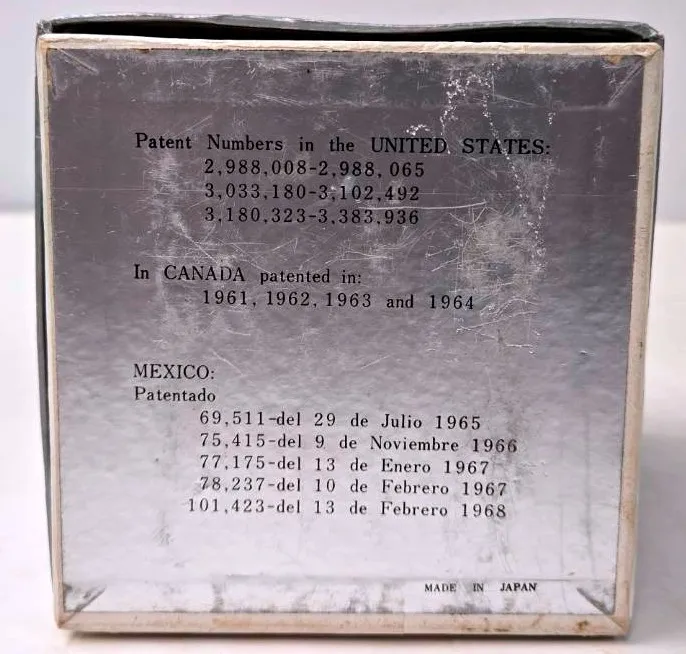 Patent Numbers in the UNITED STATES:
2,988,008-2,988,065
3,033,180-3,102,492
3,180,323-3,383,936
In CANADA patented in:
1961, 1962, 1963 and 1964
MEXICO:
Patentado
69,511-del 29 de Julio 1965
75,415-del 9 de Noviembre 1966
77,175-del 13 de Enero 1967
78,237-del 10 de Febrero 1967
101,423-del 13 de Febrero 1968
MADE IN JAPAN